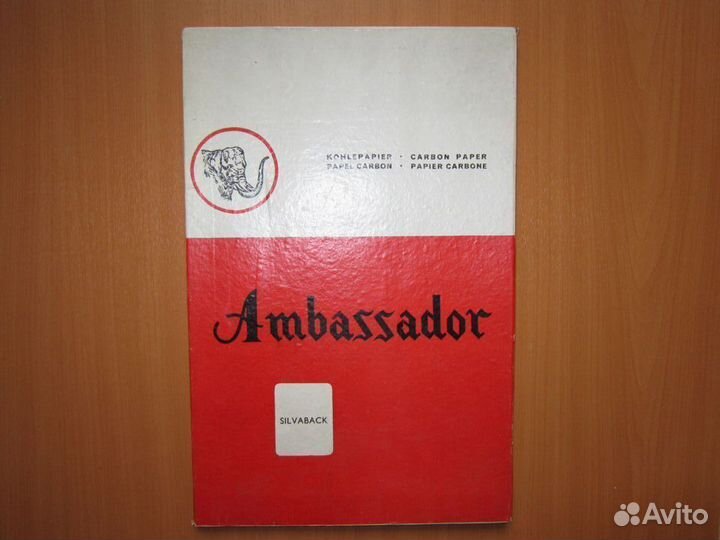 KOHLEPAPIER · CARBON PAPER
PAPEL CARBON · PAPIER CARBONE
Ambassador
SILVABACK
Avito